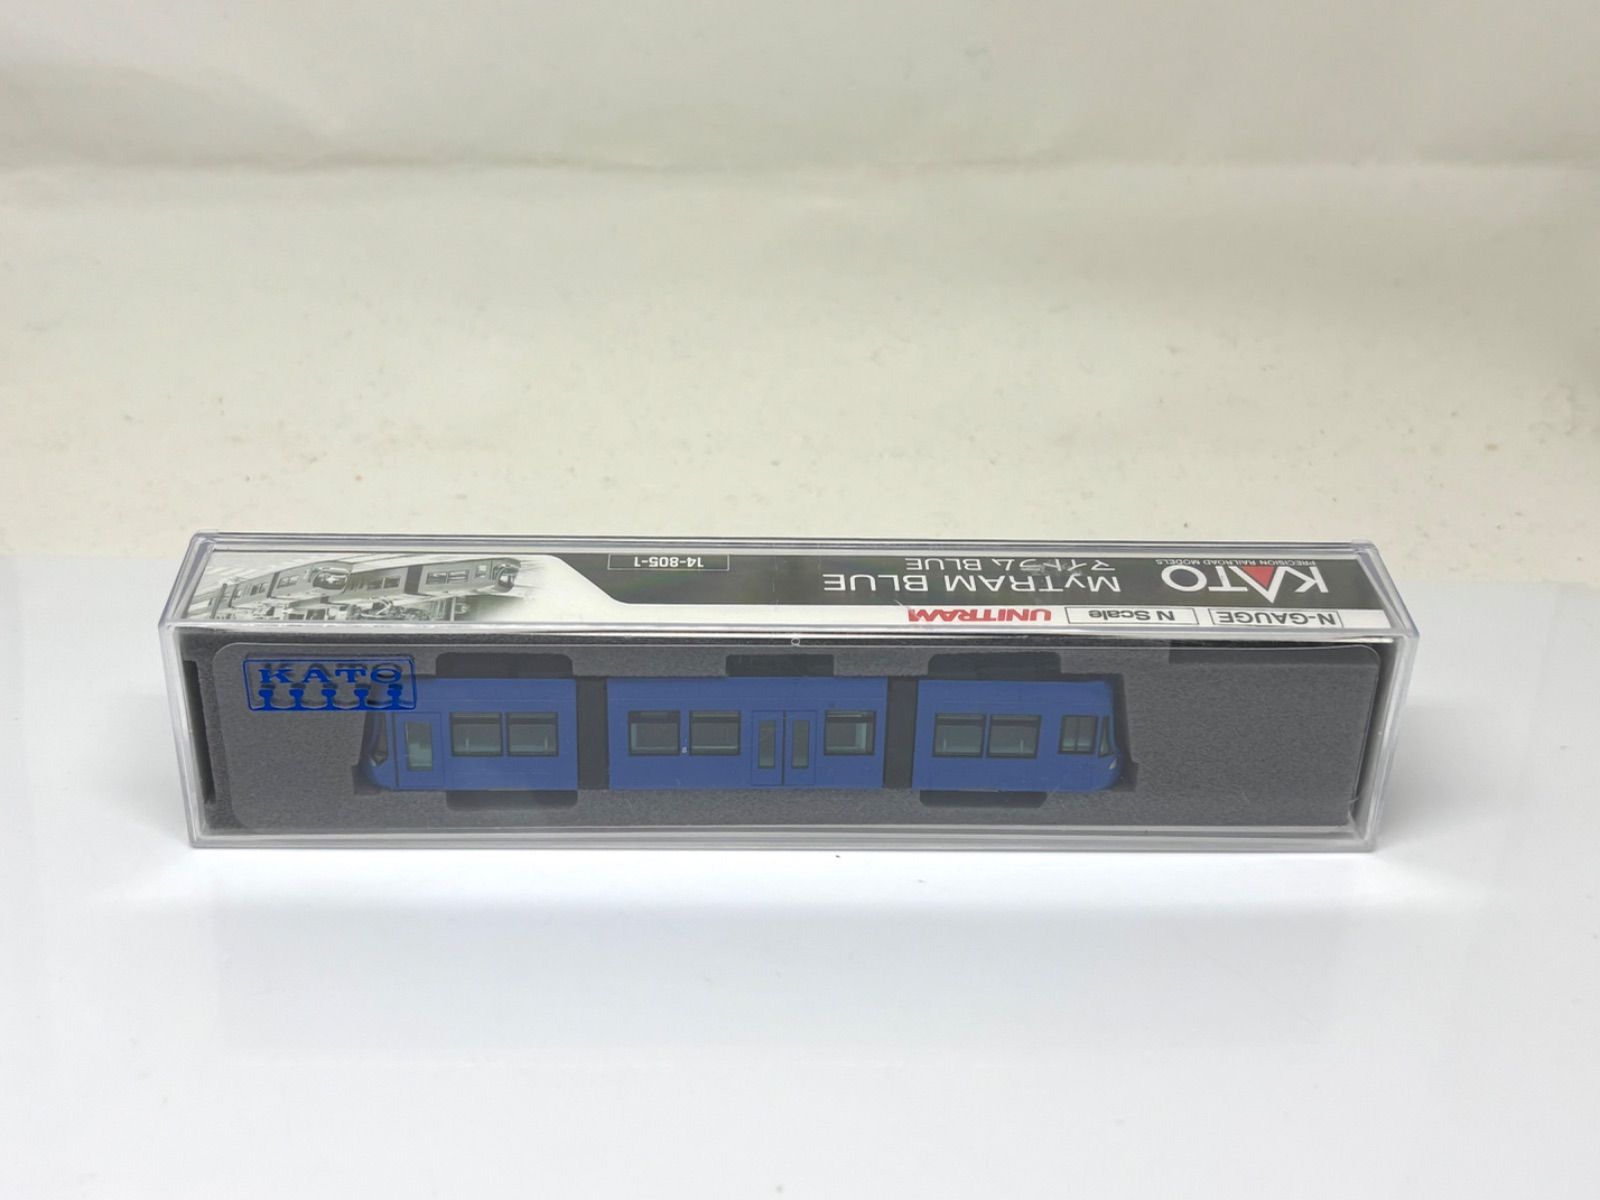 N-GAUGE
N Scale
UNITRAM
KATO
PRECISION RAILROAD MODELS
MyTRAM BLUE
マイトラム BLUE
14-805-1
KATO